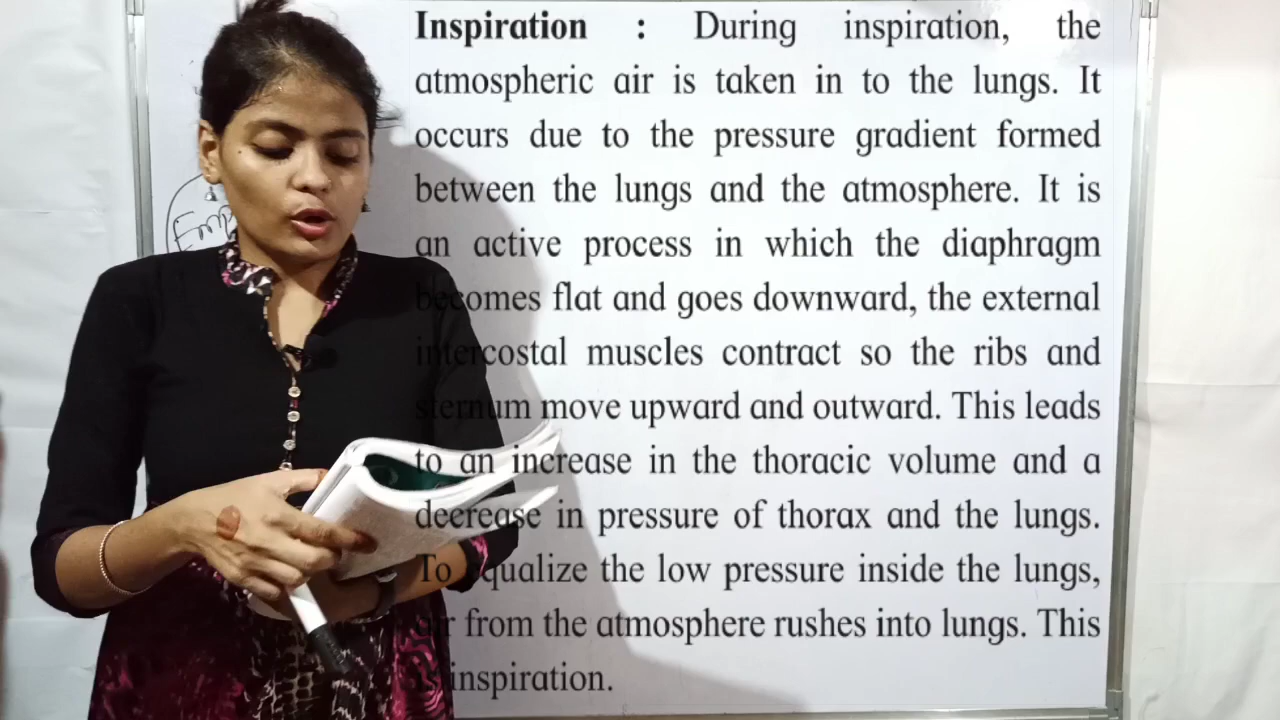 Inspiration : During inspiration, the
atmospheric air is taken in to the lungs. It
occurs due to the pressure gradient formed
between the lungs and the atmosphere. It is
an active process in which the diaphragm
becomes flat and goes downward, the external
intercostal muscles contract so the ribs and
sternum move upward and outward. This leads
to an increase in the thoracic volume and a
decrease in pressure of thorax and the lungs.
To equalize the low pressure inside the lungs,
air from the atmosphere rushes into lungs. This
is inspiration.